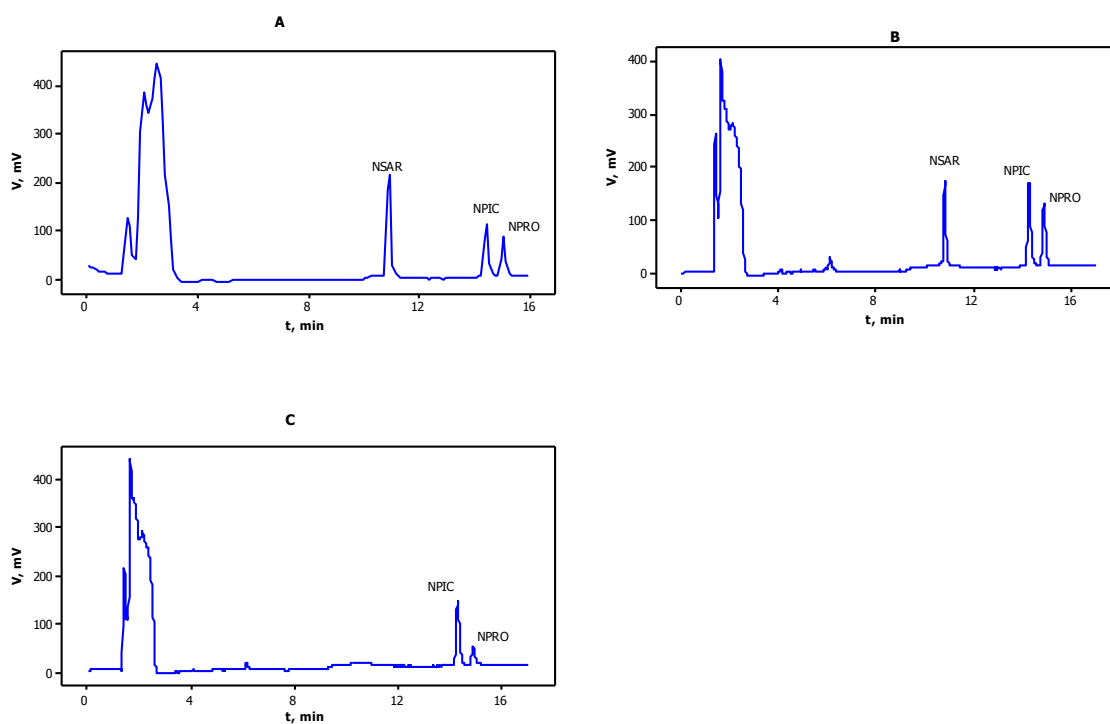 A
V, mV
400
300
200
100
0
NSAR
NPIC
NPRO
0 4 8 12 16
t, min
B
V, mV
400
300
200
100
0
NSAR
NPIC
NPRO
0 4 8 12 16
t, min
C
V, mV
400
300
200
100
0
NPIC
NPRO
0 4 8 12 16
t, min